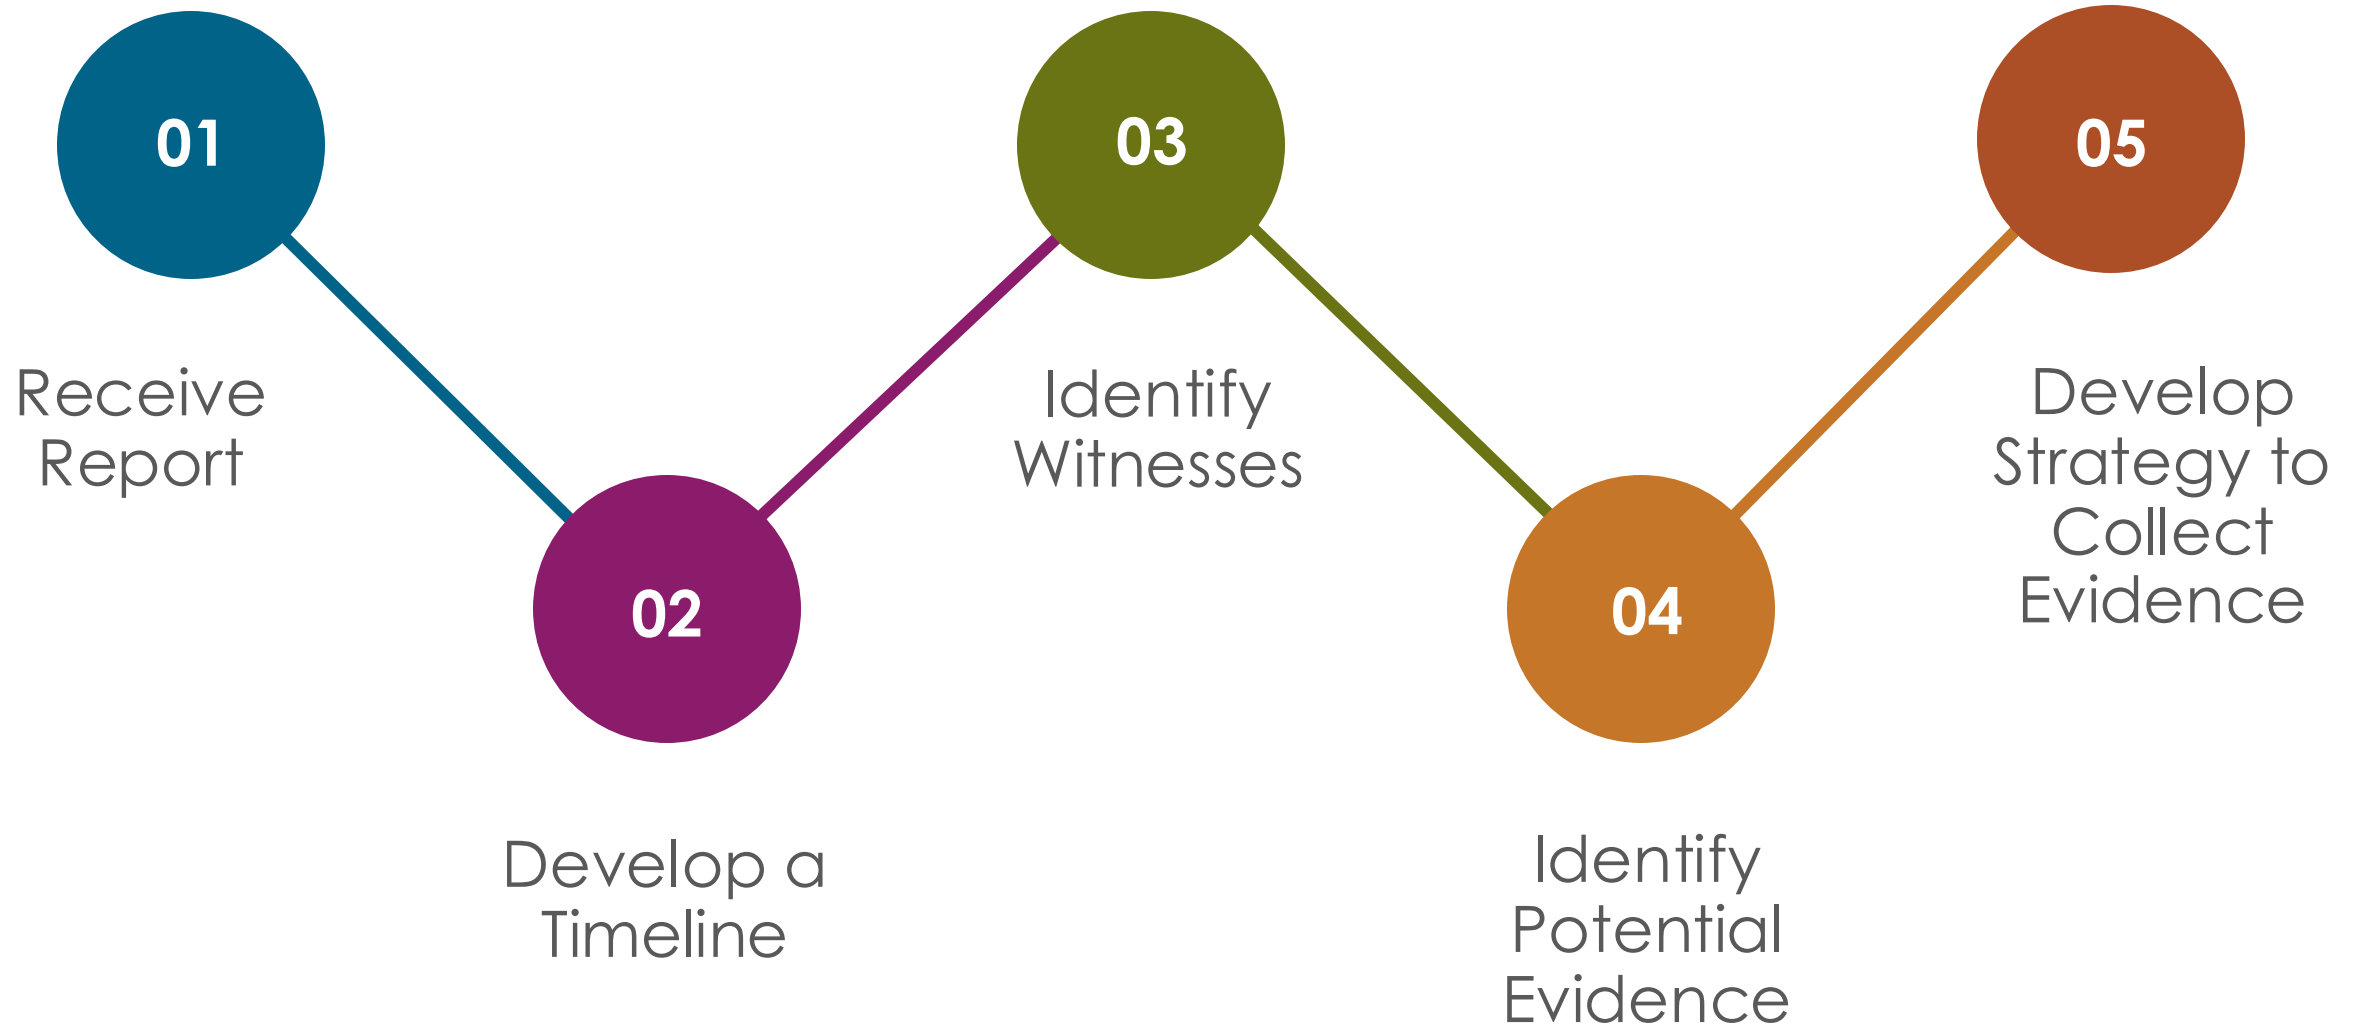 01
Receive
Report
02
Develop a
Timeline
03
Identify
Witnesses
04
Identify
Potential
Evidence
05
Develop
Strategy to
Collect
Evidence